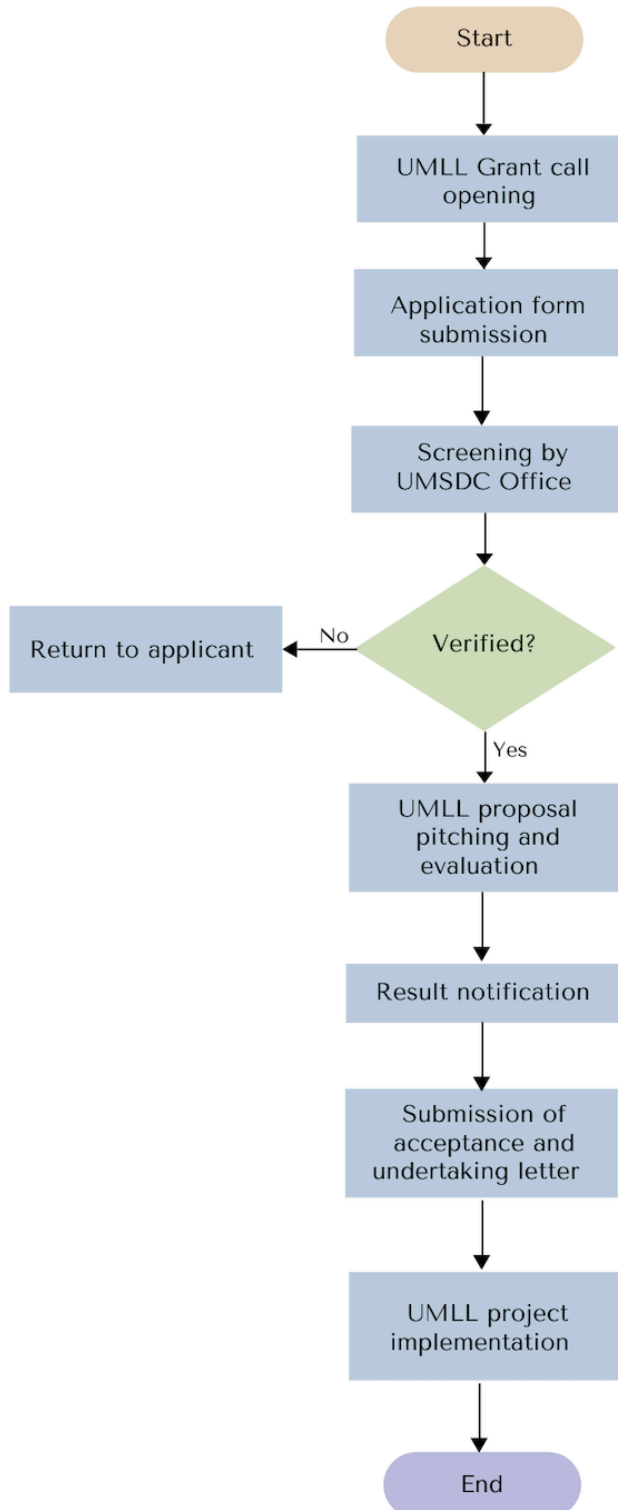 Start
UMLL Grant call
opening
Application form
submission
Screening by
UMSDC Office
Verified?
No
Return to applicant
Yes
UMLL proposal
pitching and
evaluation
Result notification
Submission of
acceptance and
undertaking letter
UMLL project
implementation
End